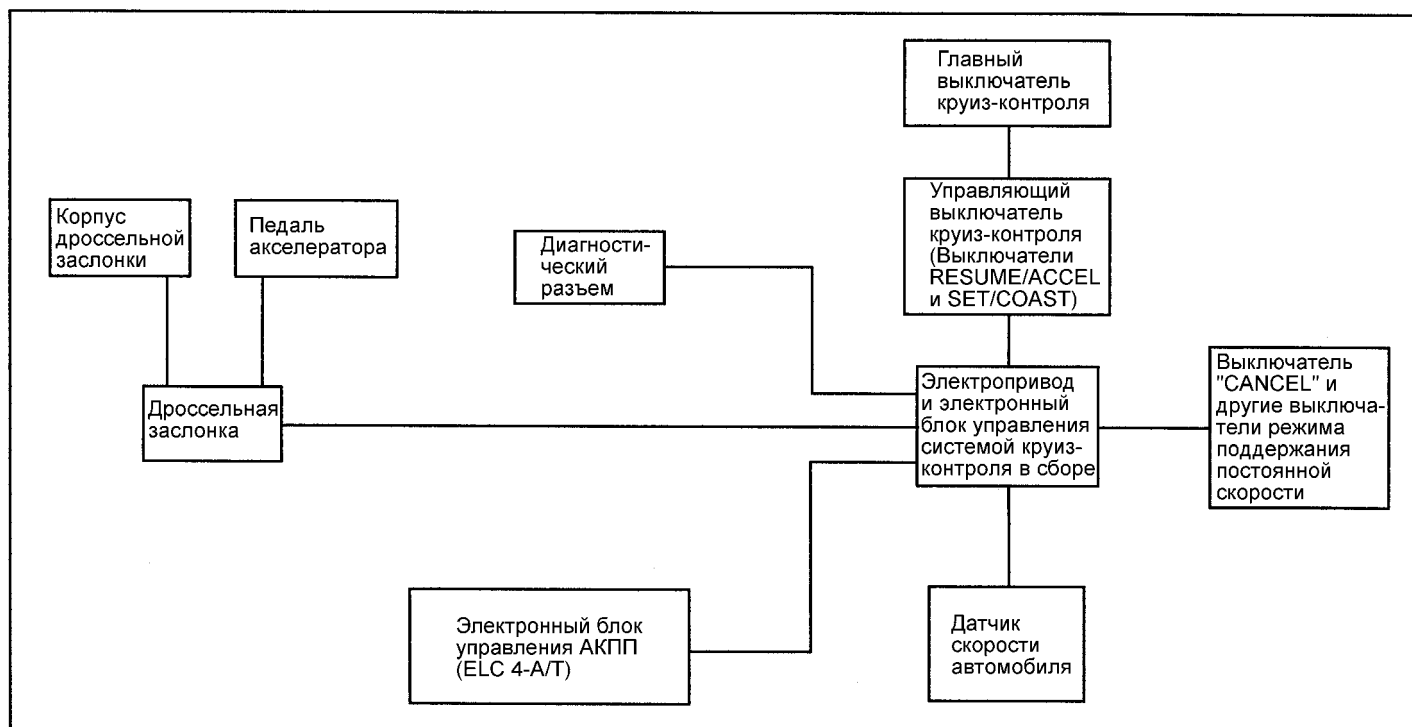 Главный
выключатель
круиз-контроля
Управляющий
выключатель
круиз-контроля
(Выключатели
RESUME/ACCEL
и SET/COAST)
Корпус
дроссельной
заслонки
Педаль
акселератора
Диагности-
ческий
разъем
Дроссельная
заслонка
Электропривод
и электронный
блок управления
системой круиз-
контроля в сборе
Выключатель
"CANCEL" и
другие выключа-
тели режима
поддержания
постоянной
скорости
Электронный блок
управления АКПП
(ELC 4-A/T)
Датчик
скорости
автомобиля